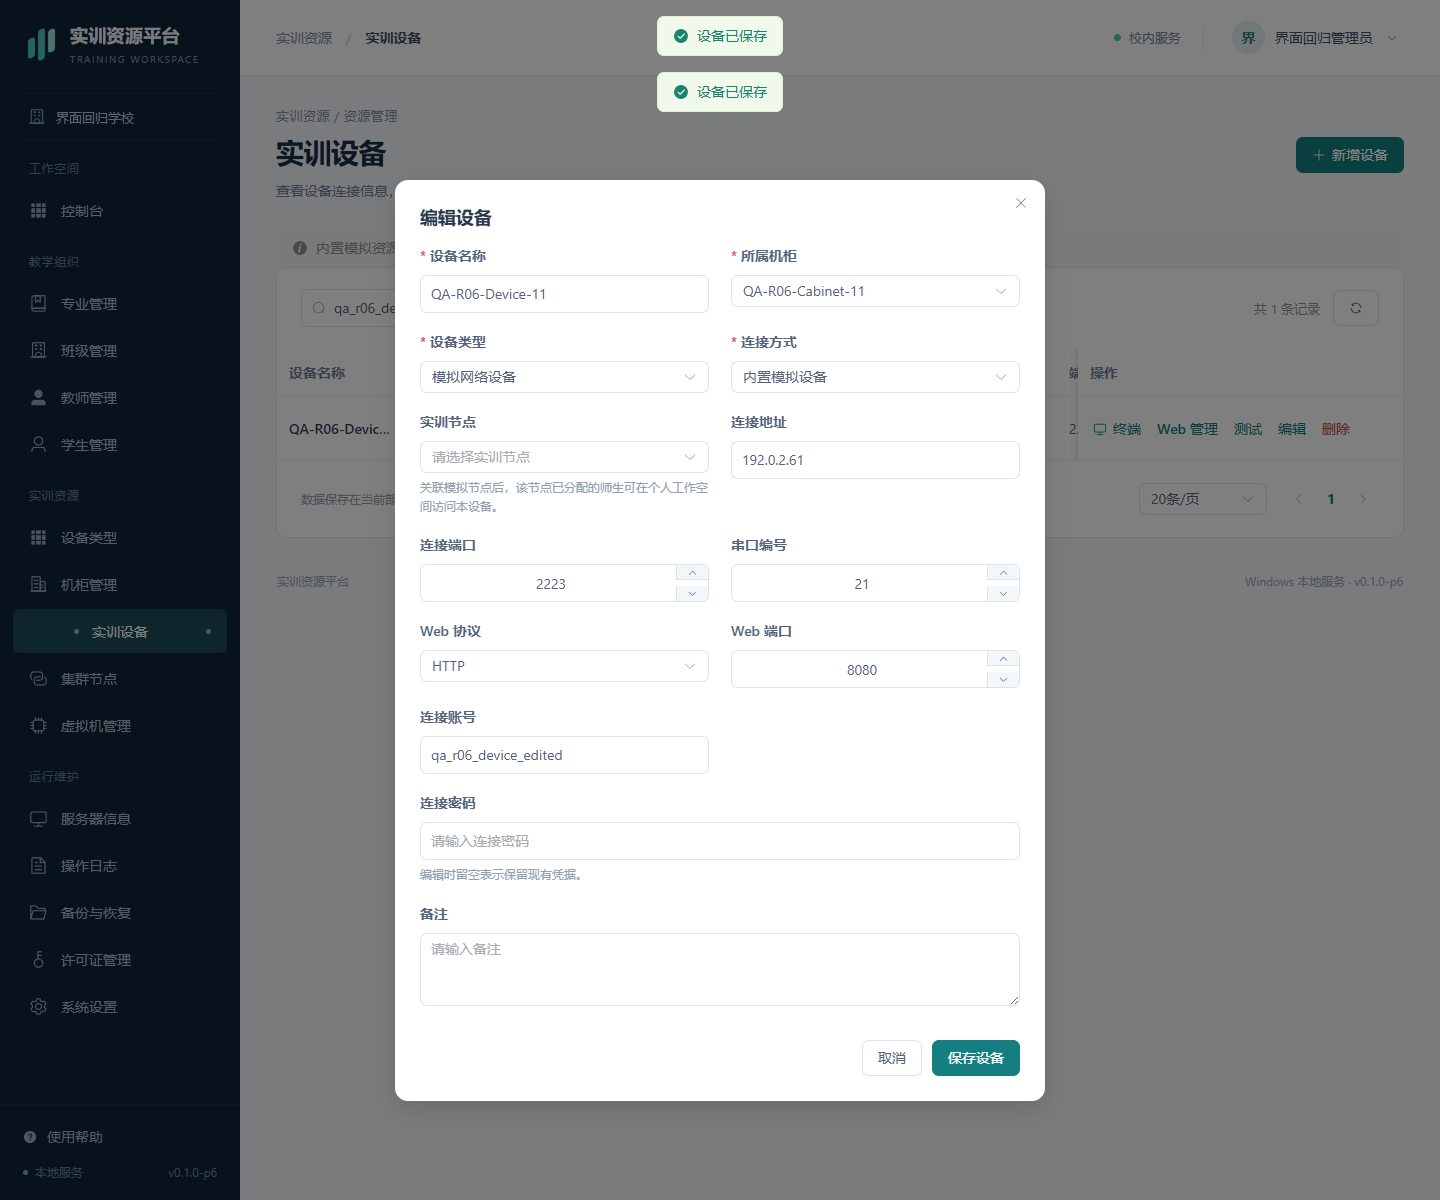 实训资源平台
TRAINING WORKSPACE
界面回归学校
工作空间
控制台
教学组织
专业管理
班级管理
教师管理
学生管理
实训资源
设备类型
机柜管理
实训设备
集群节点
虚拟机管理
运行维护
服务器信息
操作日志
备份与恢复
许可证管理
系统设置
使用帮助
本地服务 v0.1.0-p6
实训资源 / 实训设备
设备已保存
设备已保存
校内服务
界 界面回归管理员
实训资源 / 资源管理
实训设备
新增设备
查看设备连接信息,
内置模拟资源
qa_r06_de
共 1 条记录
设备名称
操作
QA-R06-Devic...
终端 Web 管理 测试 编辑 删除
数据保存在当前部
20条/页
1
实训资源平台
Windows 本地服务 · v0.1.0-p6
编辑设备
* 设备名称
QA-R06-Device-11
* 所属机柜
QA-R06-Cabinet-11
* 设备类型
模拟网络设备
* 连接方式
内置模拟设备
实训节点
请选择实训节点
关联模拟节点后，该节点已分配的师生可在个人工作空
间访问本设备。
连接地址
192.0.2.61
连接端口
2223
串口编号
21
Web 协议
HTTP
Web 端口
8080
连接账号
qa_r06_device_edited
连接密码
请输入连接密码
编辑时留空表示保留现有凭据。
备注
请输入备注
取消
保存设备